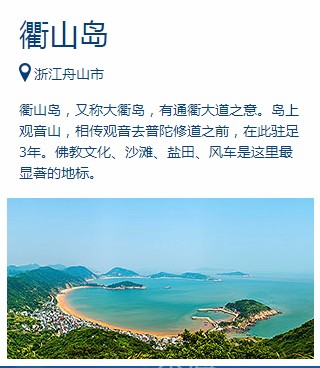 衢山岛
浙江舟山市
衢山岛，又称大衢岛，有通衢大道之意。岛上
观音山，相传观音去普陀修道之前，在此驻足
3年。佛教文化、沙滩、盐田、风车是这里最
显著的地标。